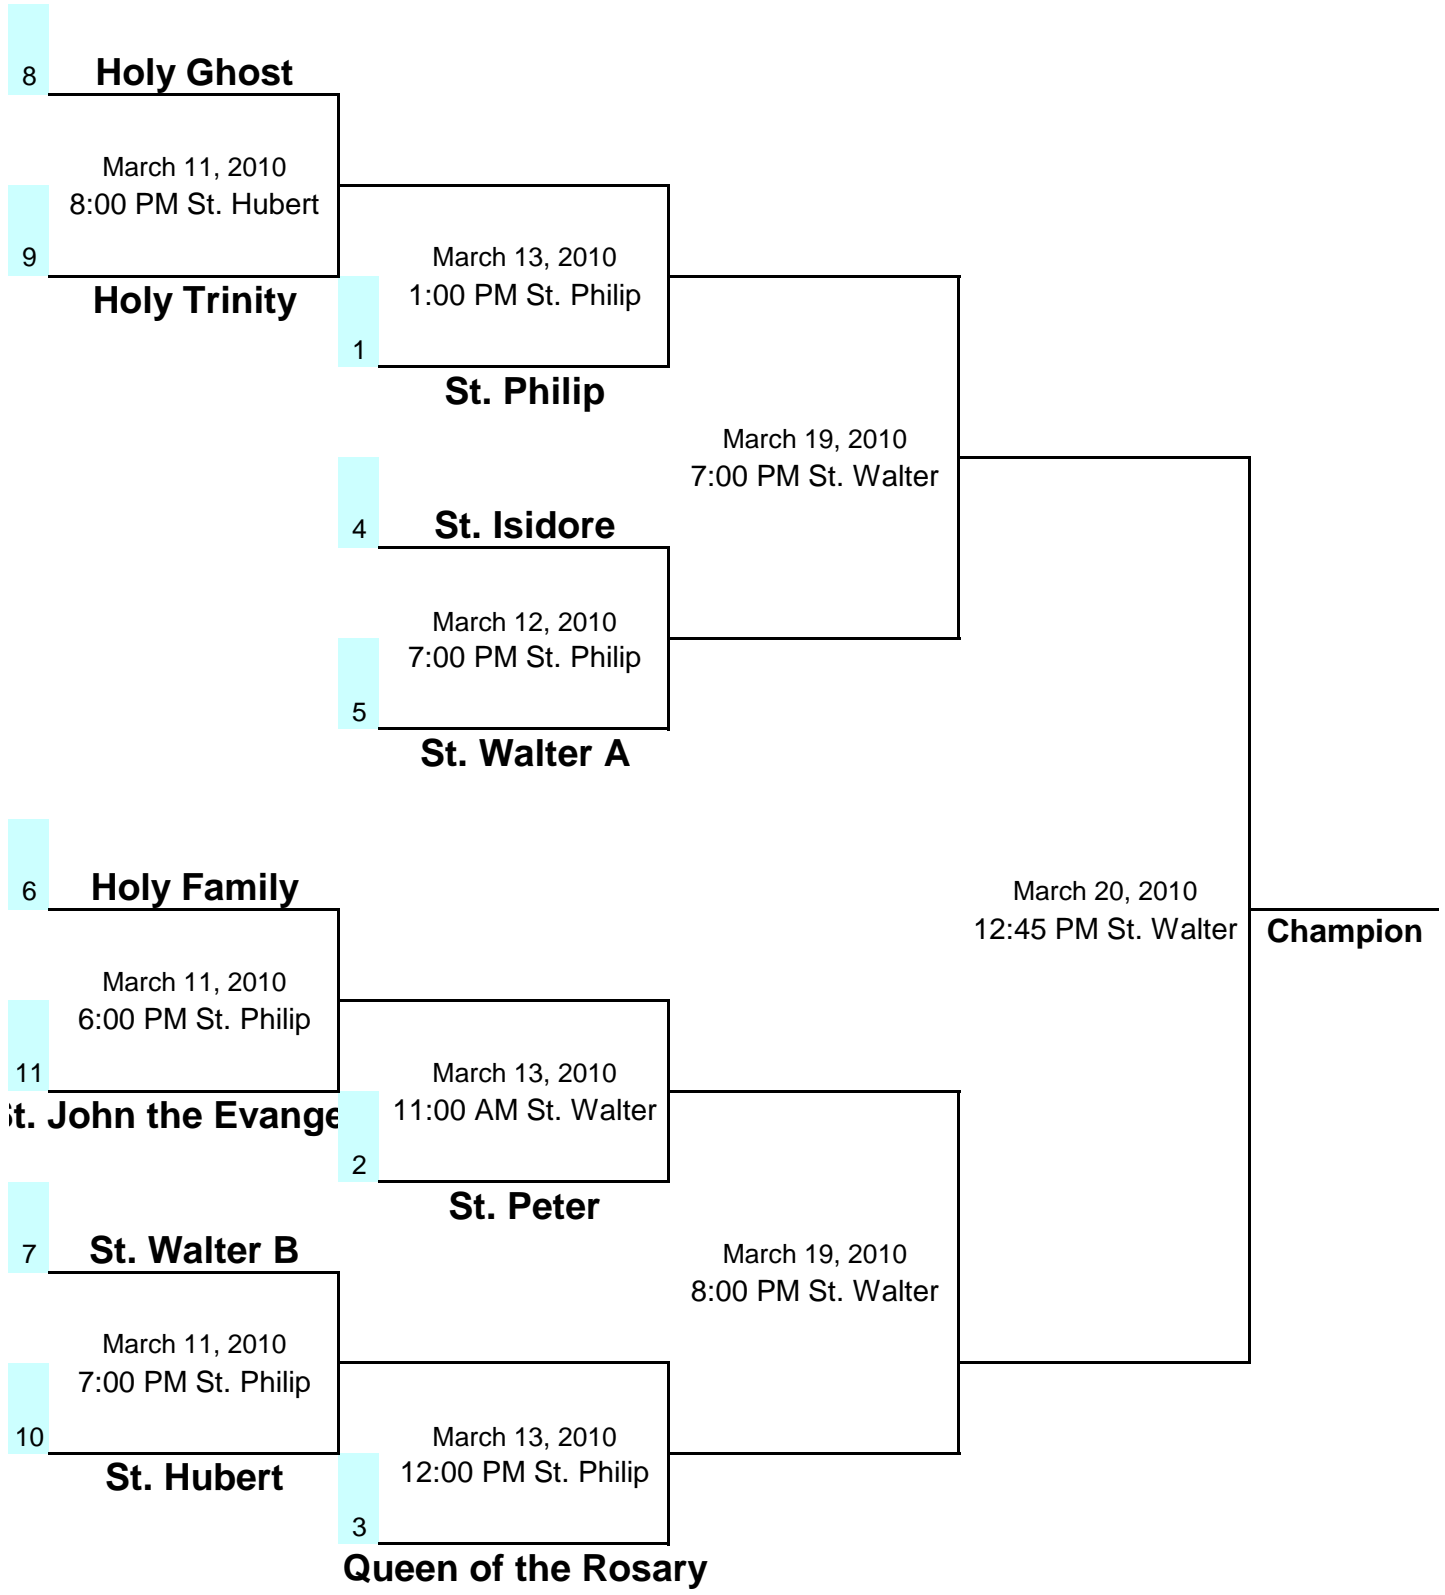 8 Holy Ghost
March 11, 2010
8:00 PM St. Hubert
9
Holy Trinity
March 13, 2010
1:00 PM St. Philip
1
St. Philip
March 19, 2010
7:00 PM St. Walter
4 St. Isidore
March 12, 2010
7:00 PM St. Philip
5
St. Walter A
6 Holy Family
March 11, 2010
6:00 PM St. Philip
11
t. John the Evange
March 13, 2010
11:00 AM St. Walter
2
St. Peter
March 20, 2010
12:45 PM St. Walter
Champion
7 St. Walter B
March 11, 2010
7:00 PM St. Philip
10
St. Hubert
March 19, 2010
8:00 PM St. Walter
March 13, 2010
12:00 PM St. Philip
3
Queen of the Rosary